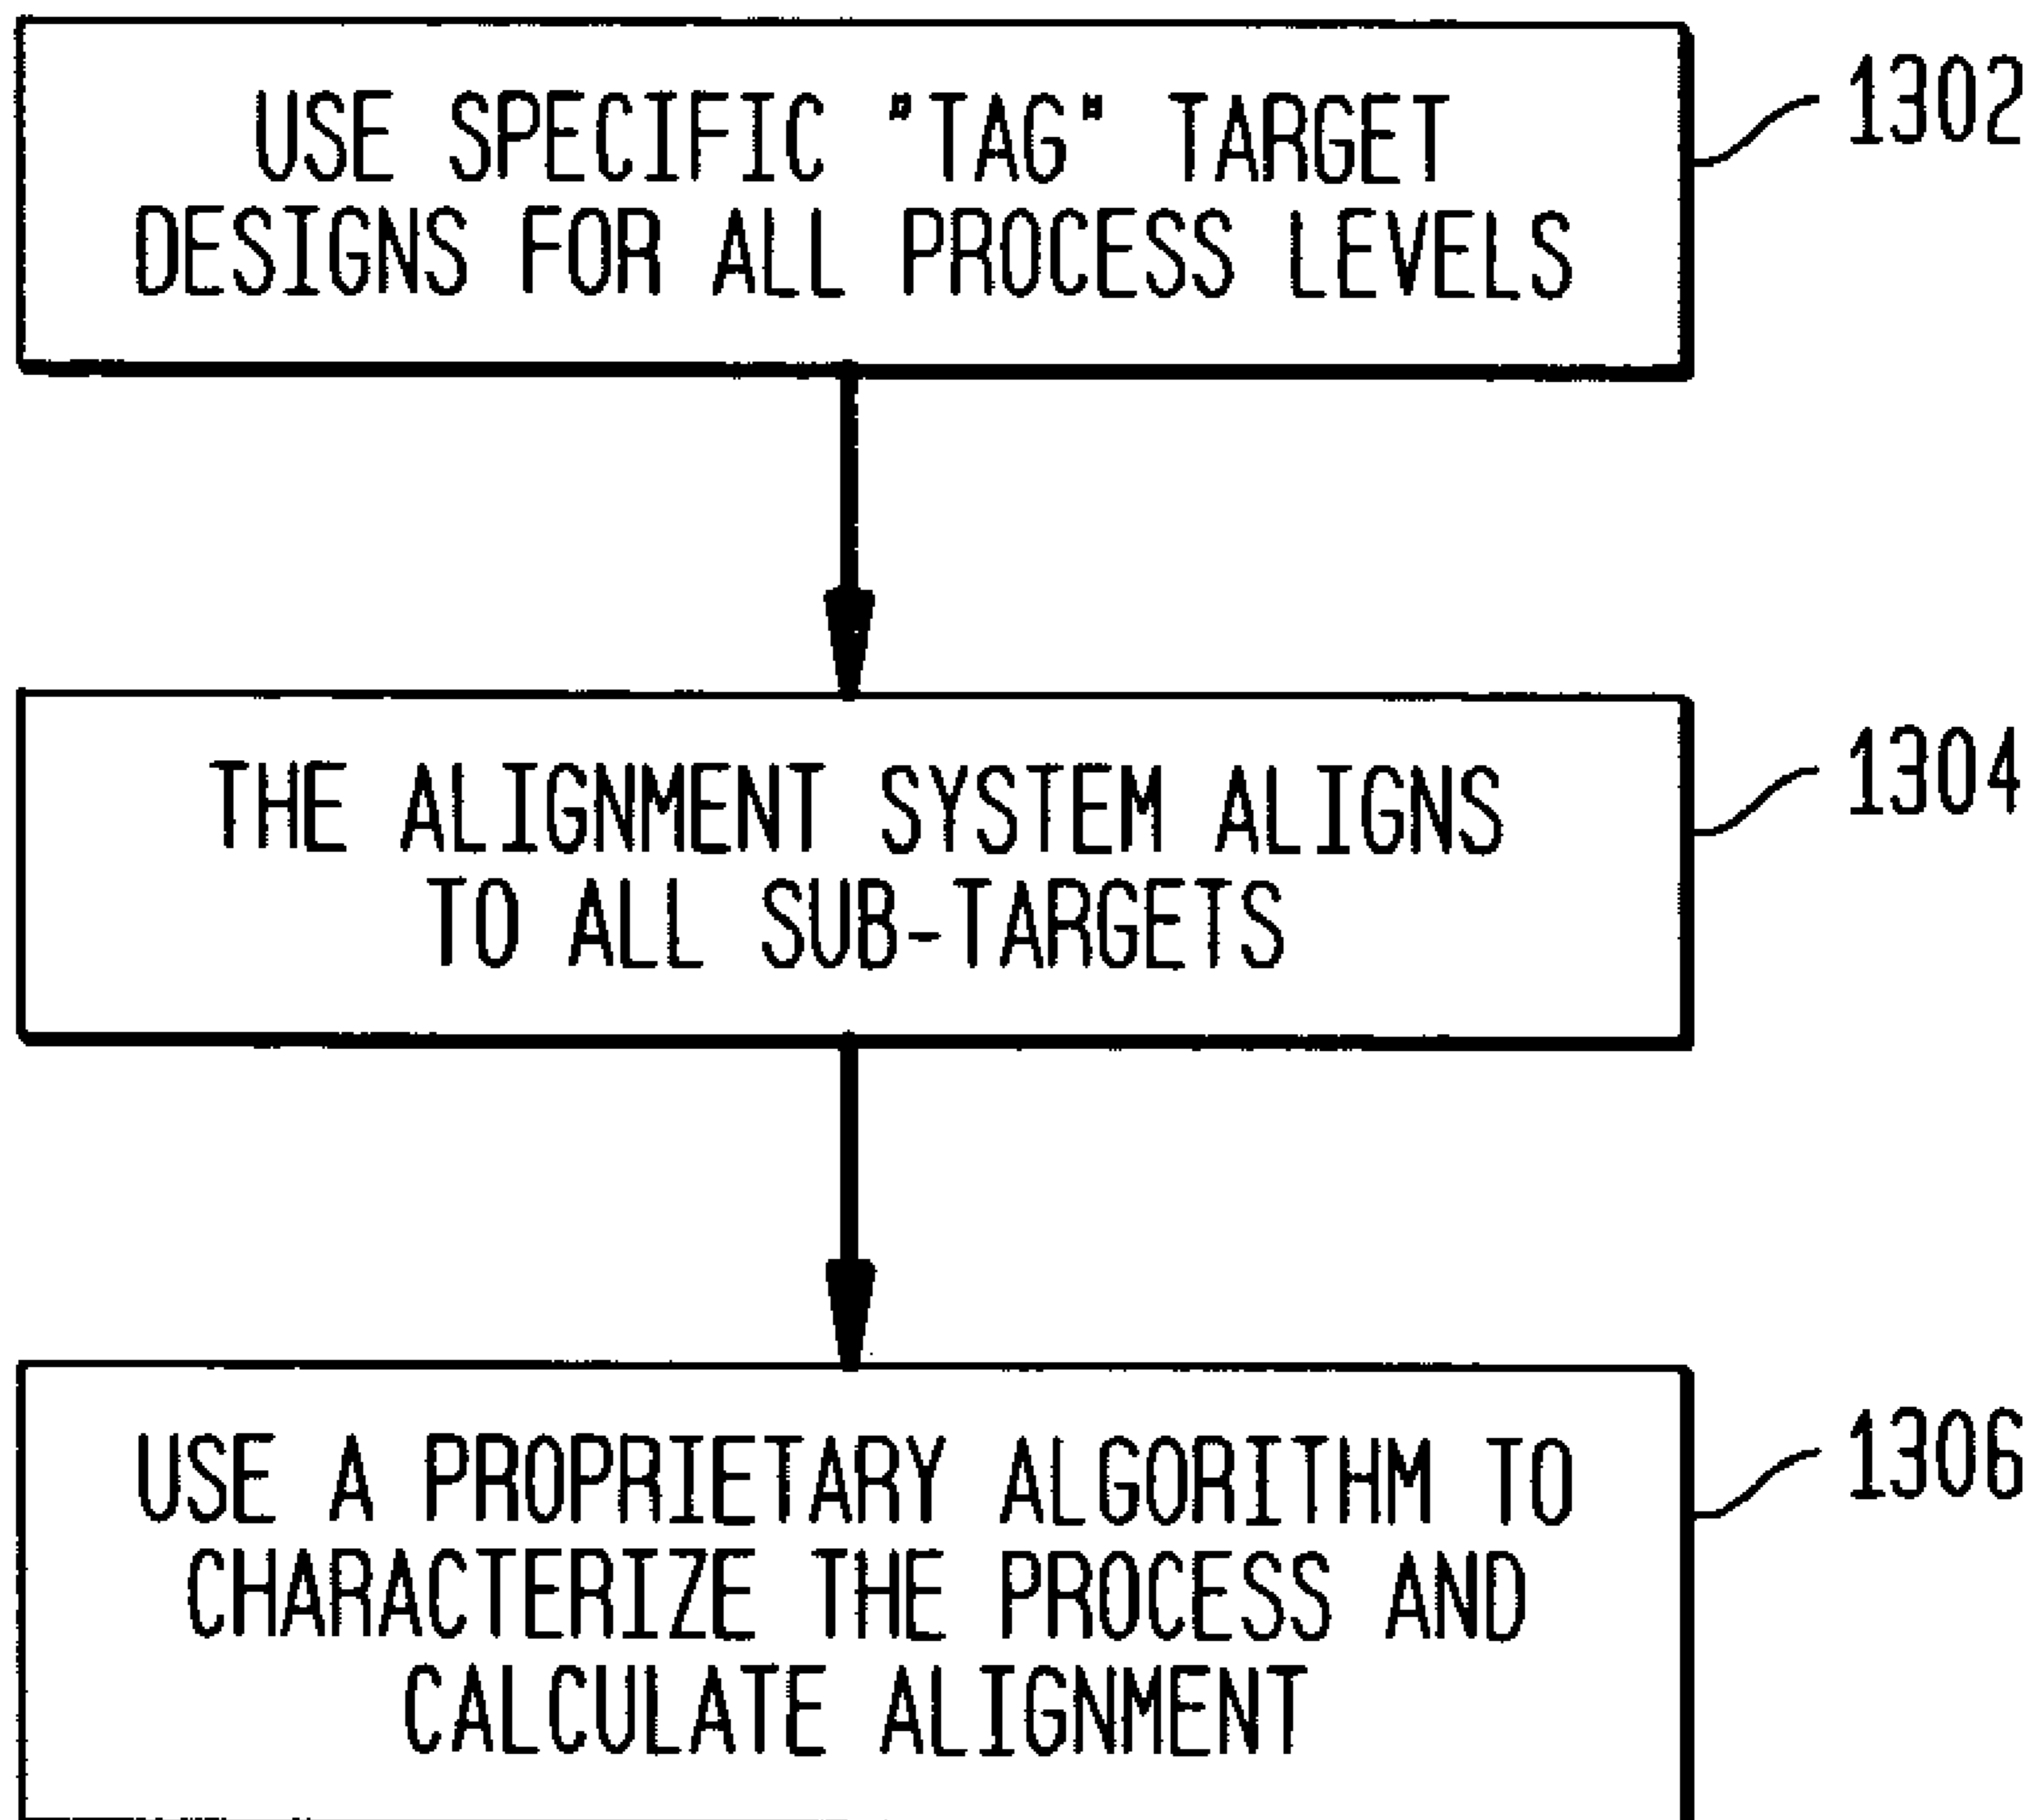 USE SPECIFIC "TAG" TARGET
DESIGNS FOR ALL PROCESS LEVELS
1302
THE ALIGNMENT SYSTEM ALIGNS
TO ALL SUB-TARGETS
1304
USE A PROPRIETARY ALGORITHM TO
CHARACTERIZE THE PROCESS AND
CALCULATE ALIGNMENT
1306